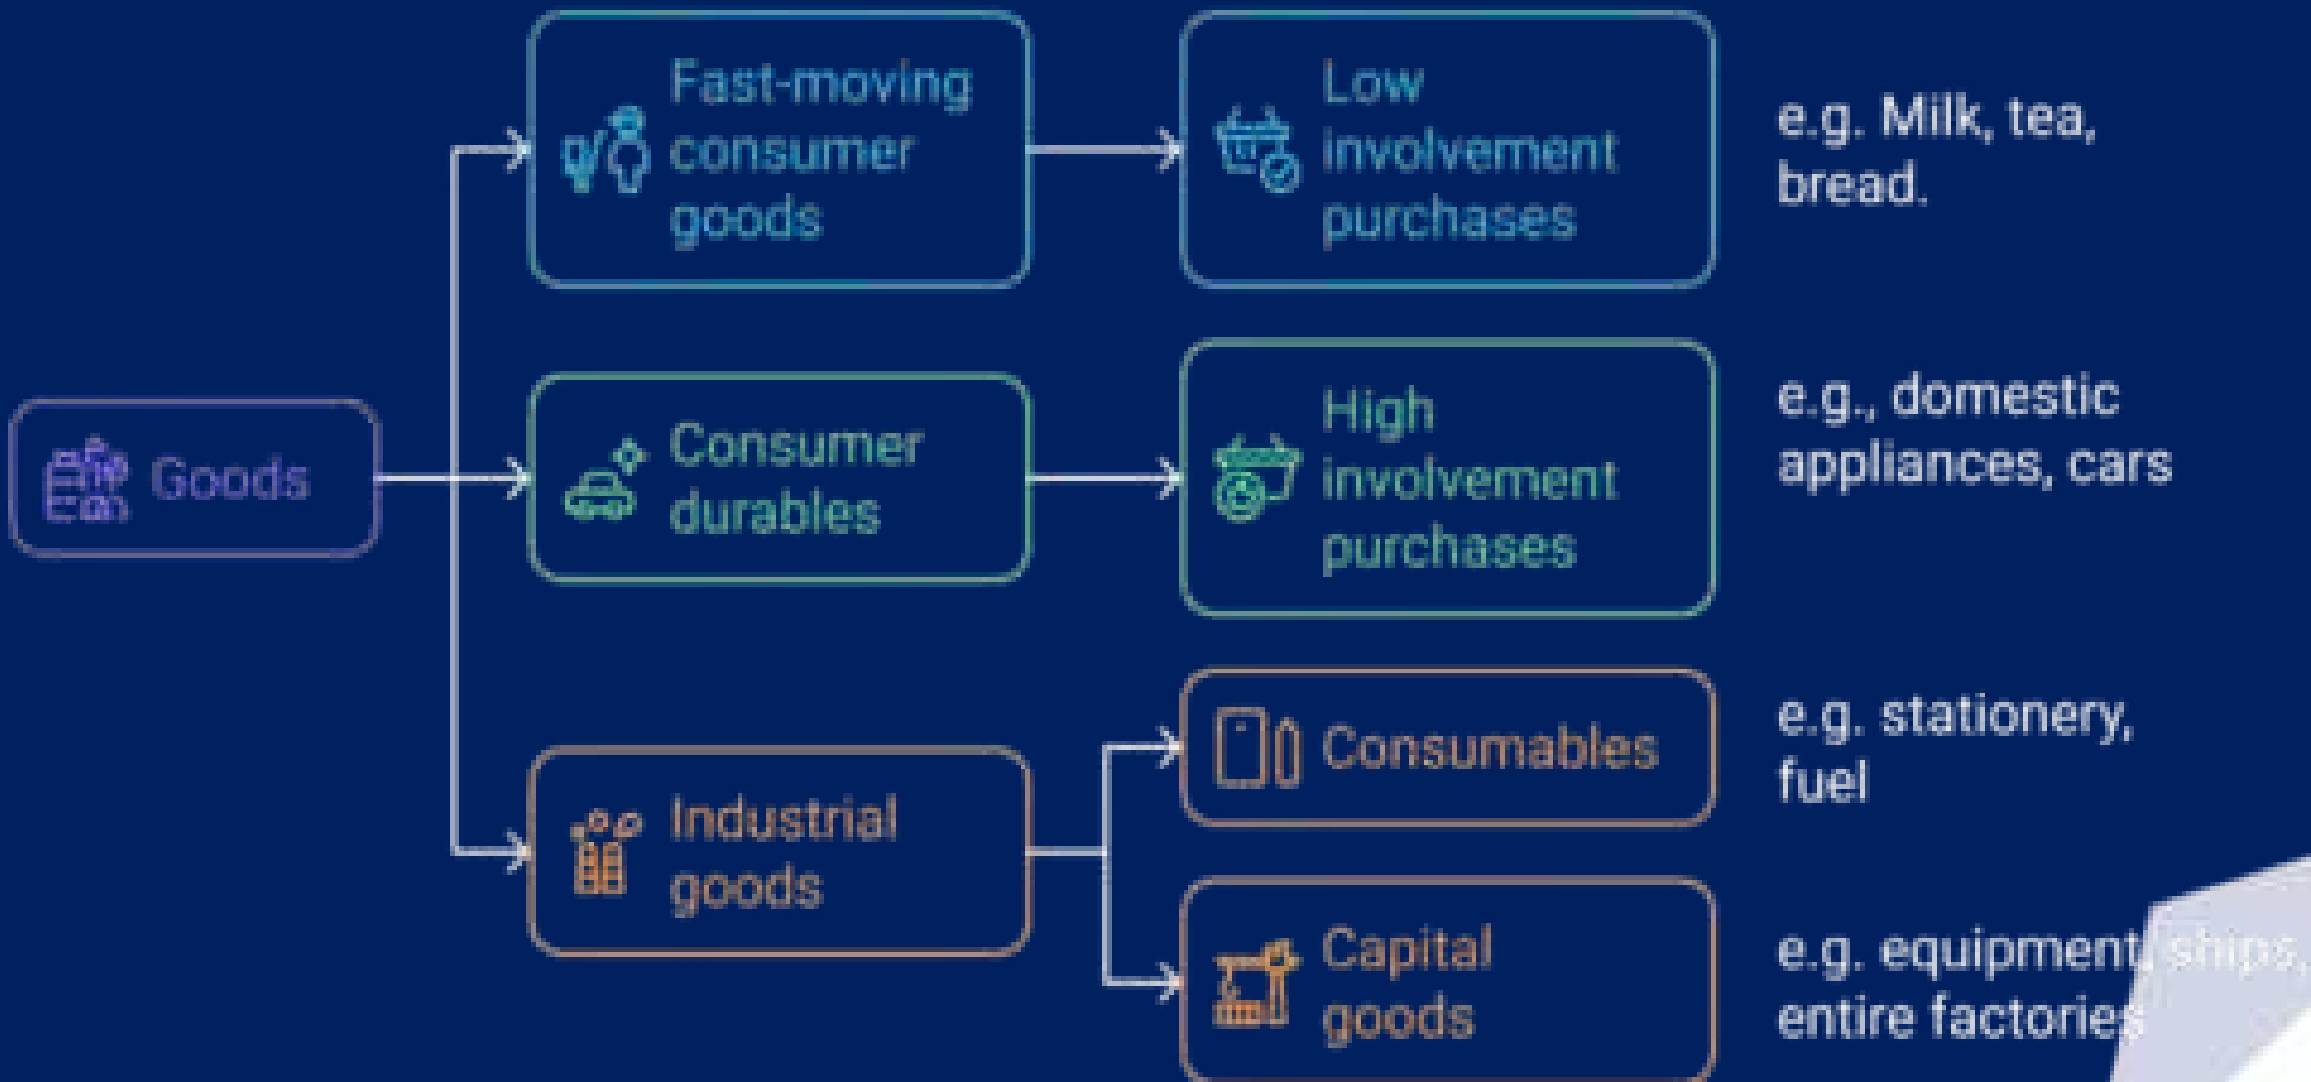 Goods
Fast-moving
consumer
goods
Low
involvement
purchases
e.g. Milk, tea,
bread.
Consumer
durables
High
involvement
purchases
e.g., domestic
appliances, cars
Industrial
goods
Consumables
e.g. stationery,
fuel
Capital
goods
e.g. equipment, ships,
entire factories